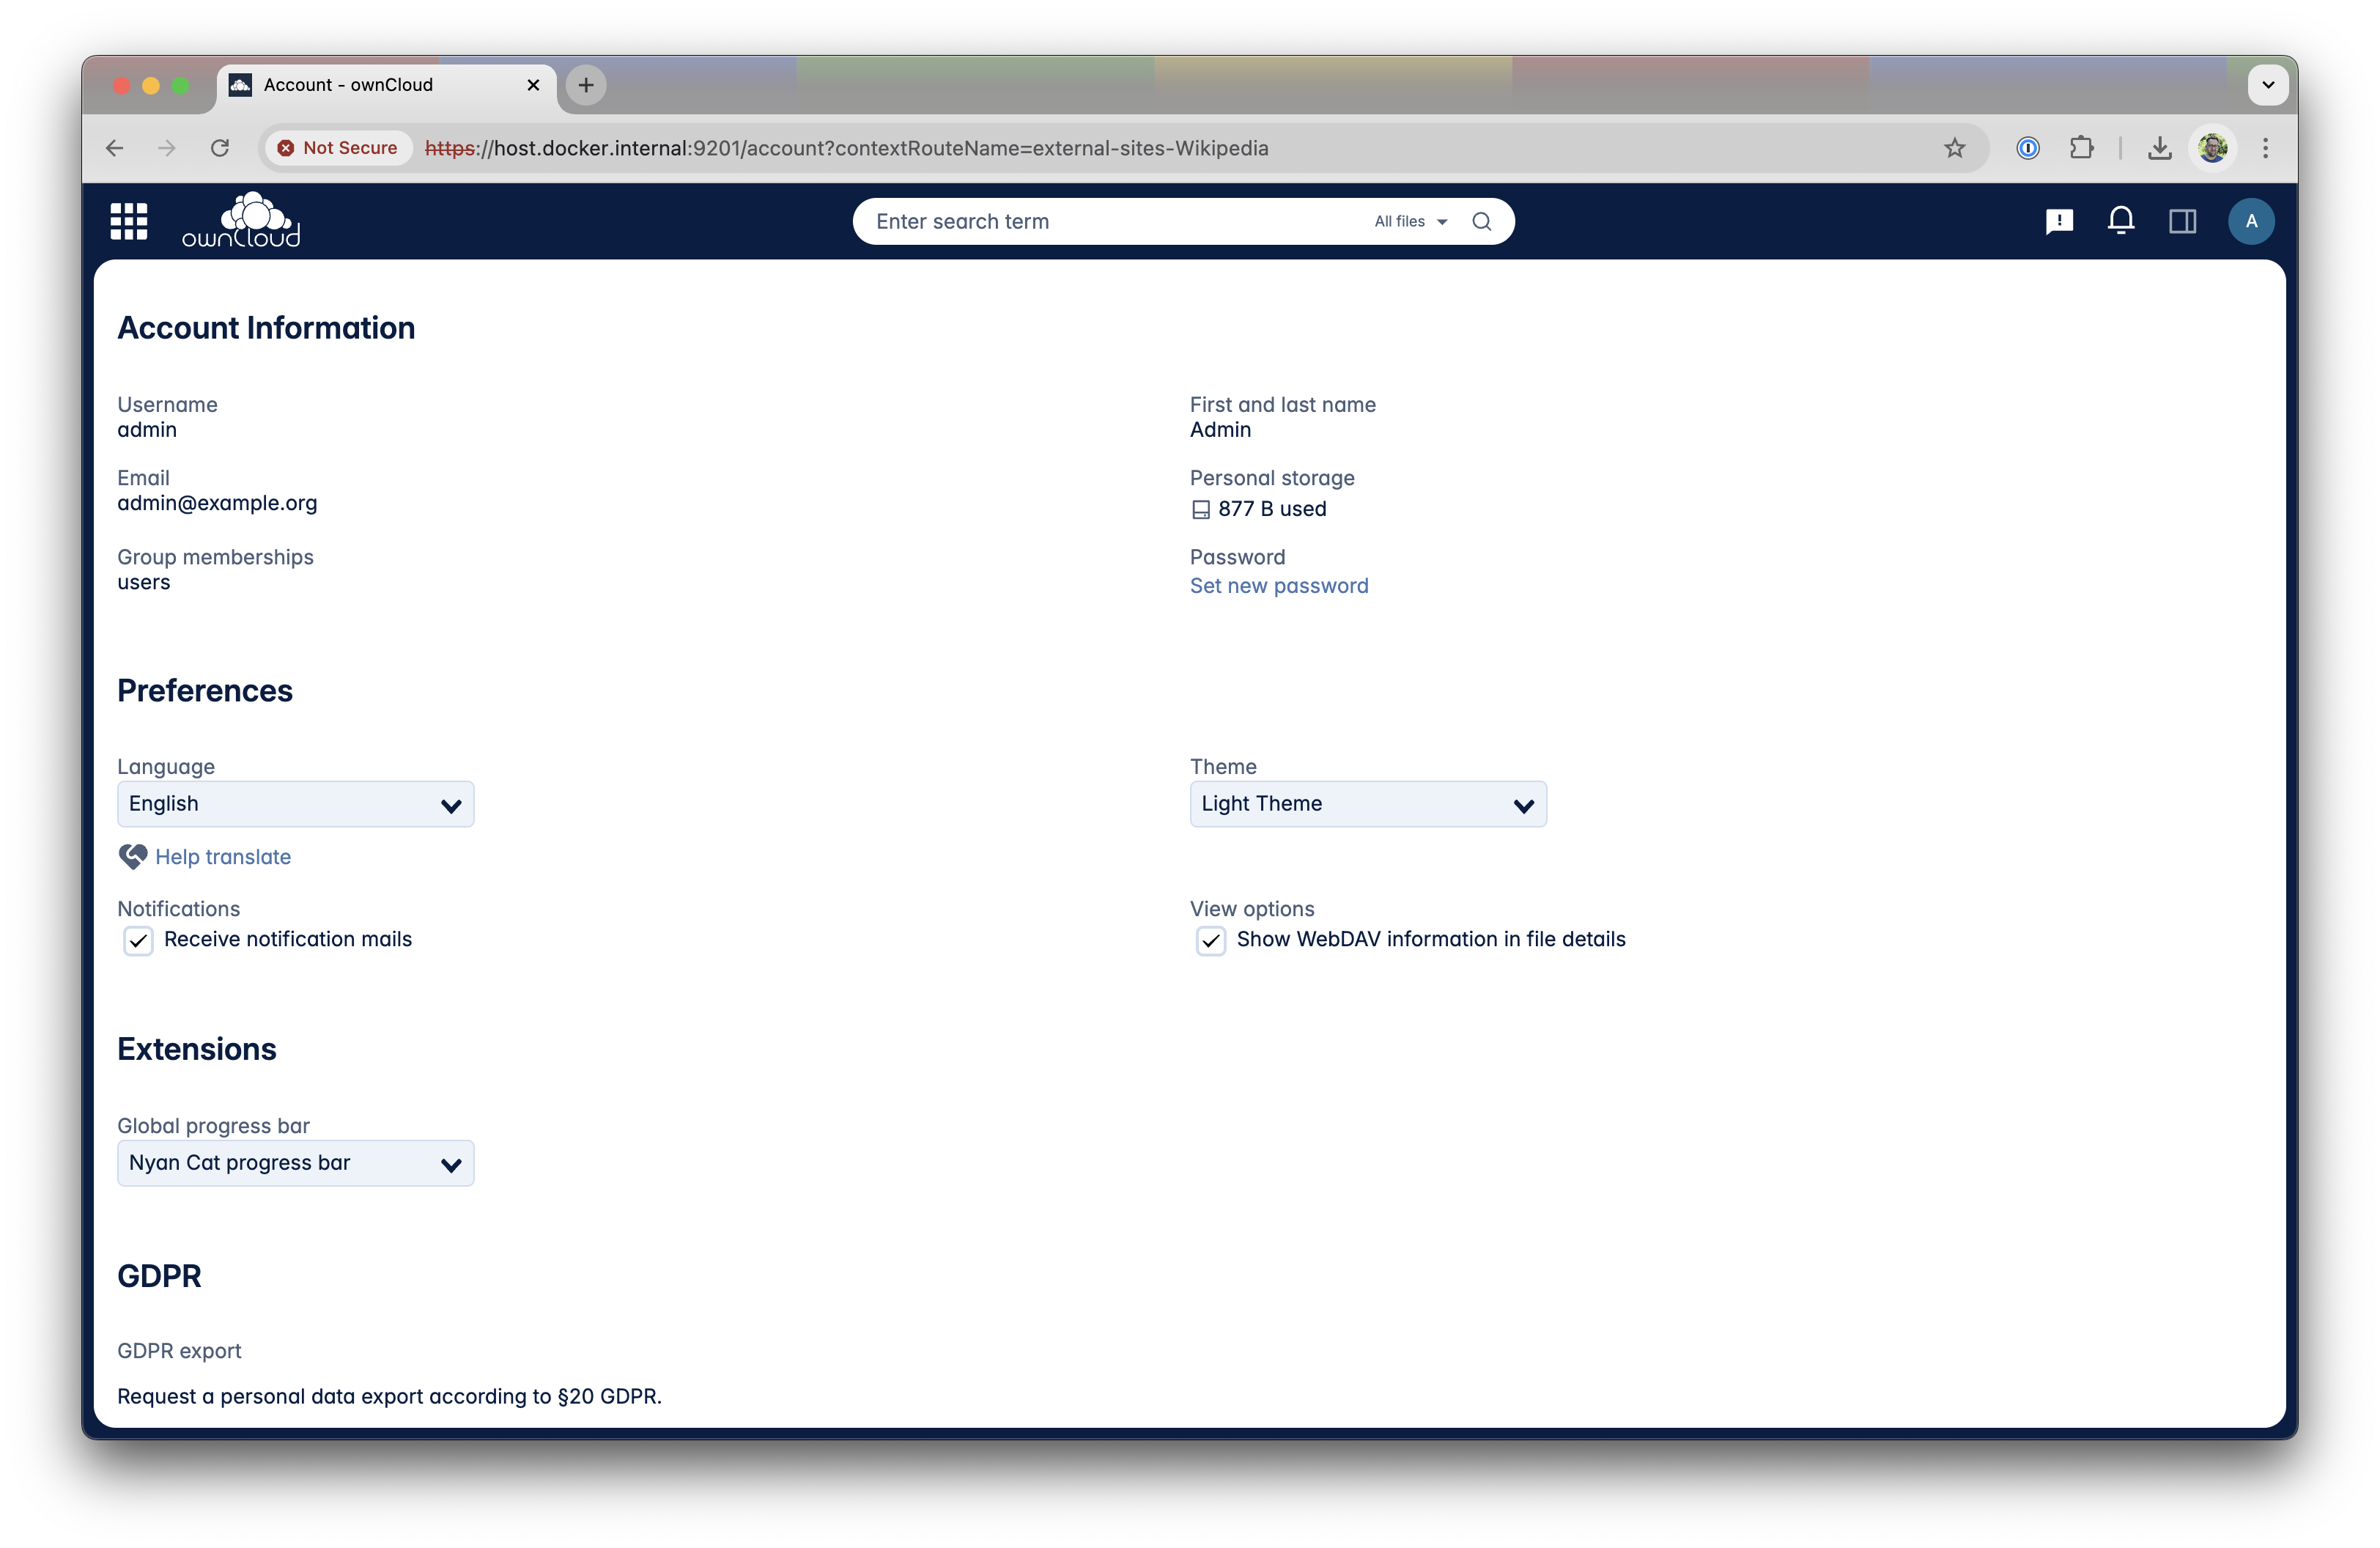 Account - ownCloud
Not Secure https://host.docker.internal:9201/account?contextRouteName=external-sites-Wikipedia
ownCloud Enter search term All files A
Account Information
Username First and last name
admin Admin
Email Personal storage
admin@example.org 877 B used
Group memberships Password
users Set new password
Preferences
Language Theme
English Light Theme
Help translate
Notifications View options
Receive notification mails Show WebDAV information in file details
Extensions
Global progress bar
Nyan Cat progress bar
GDPR
GDPR export
Request a personal data export according to §20 GDPR.